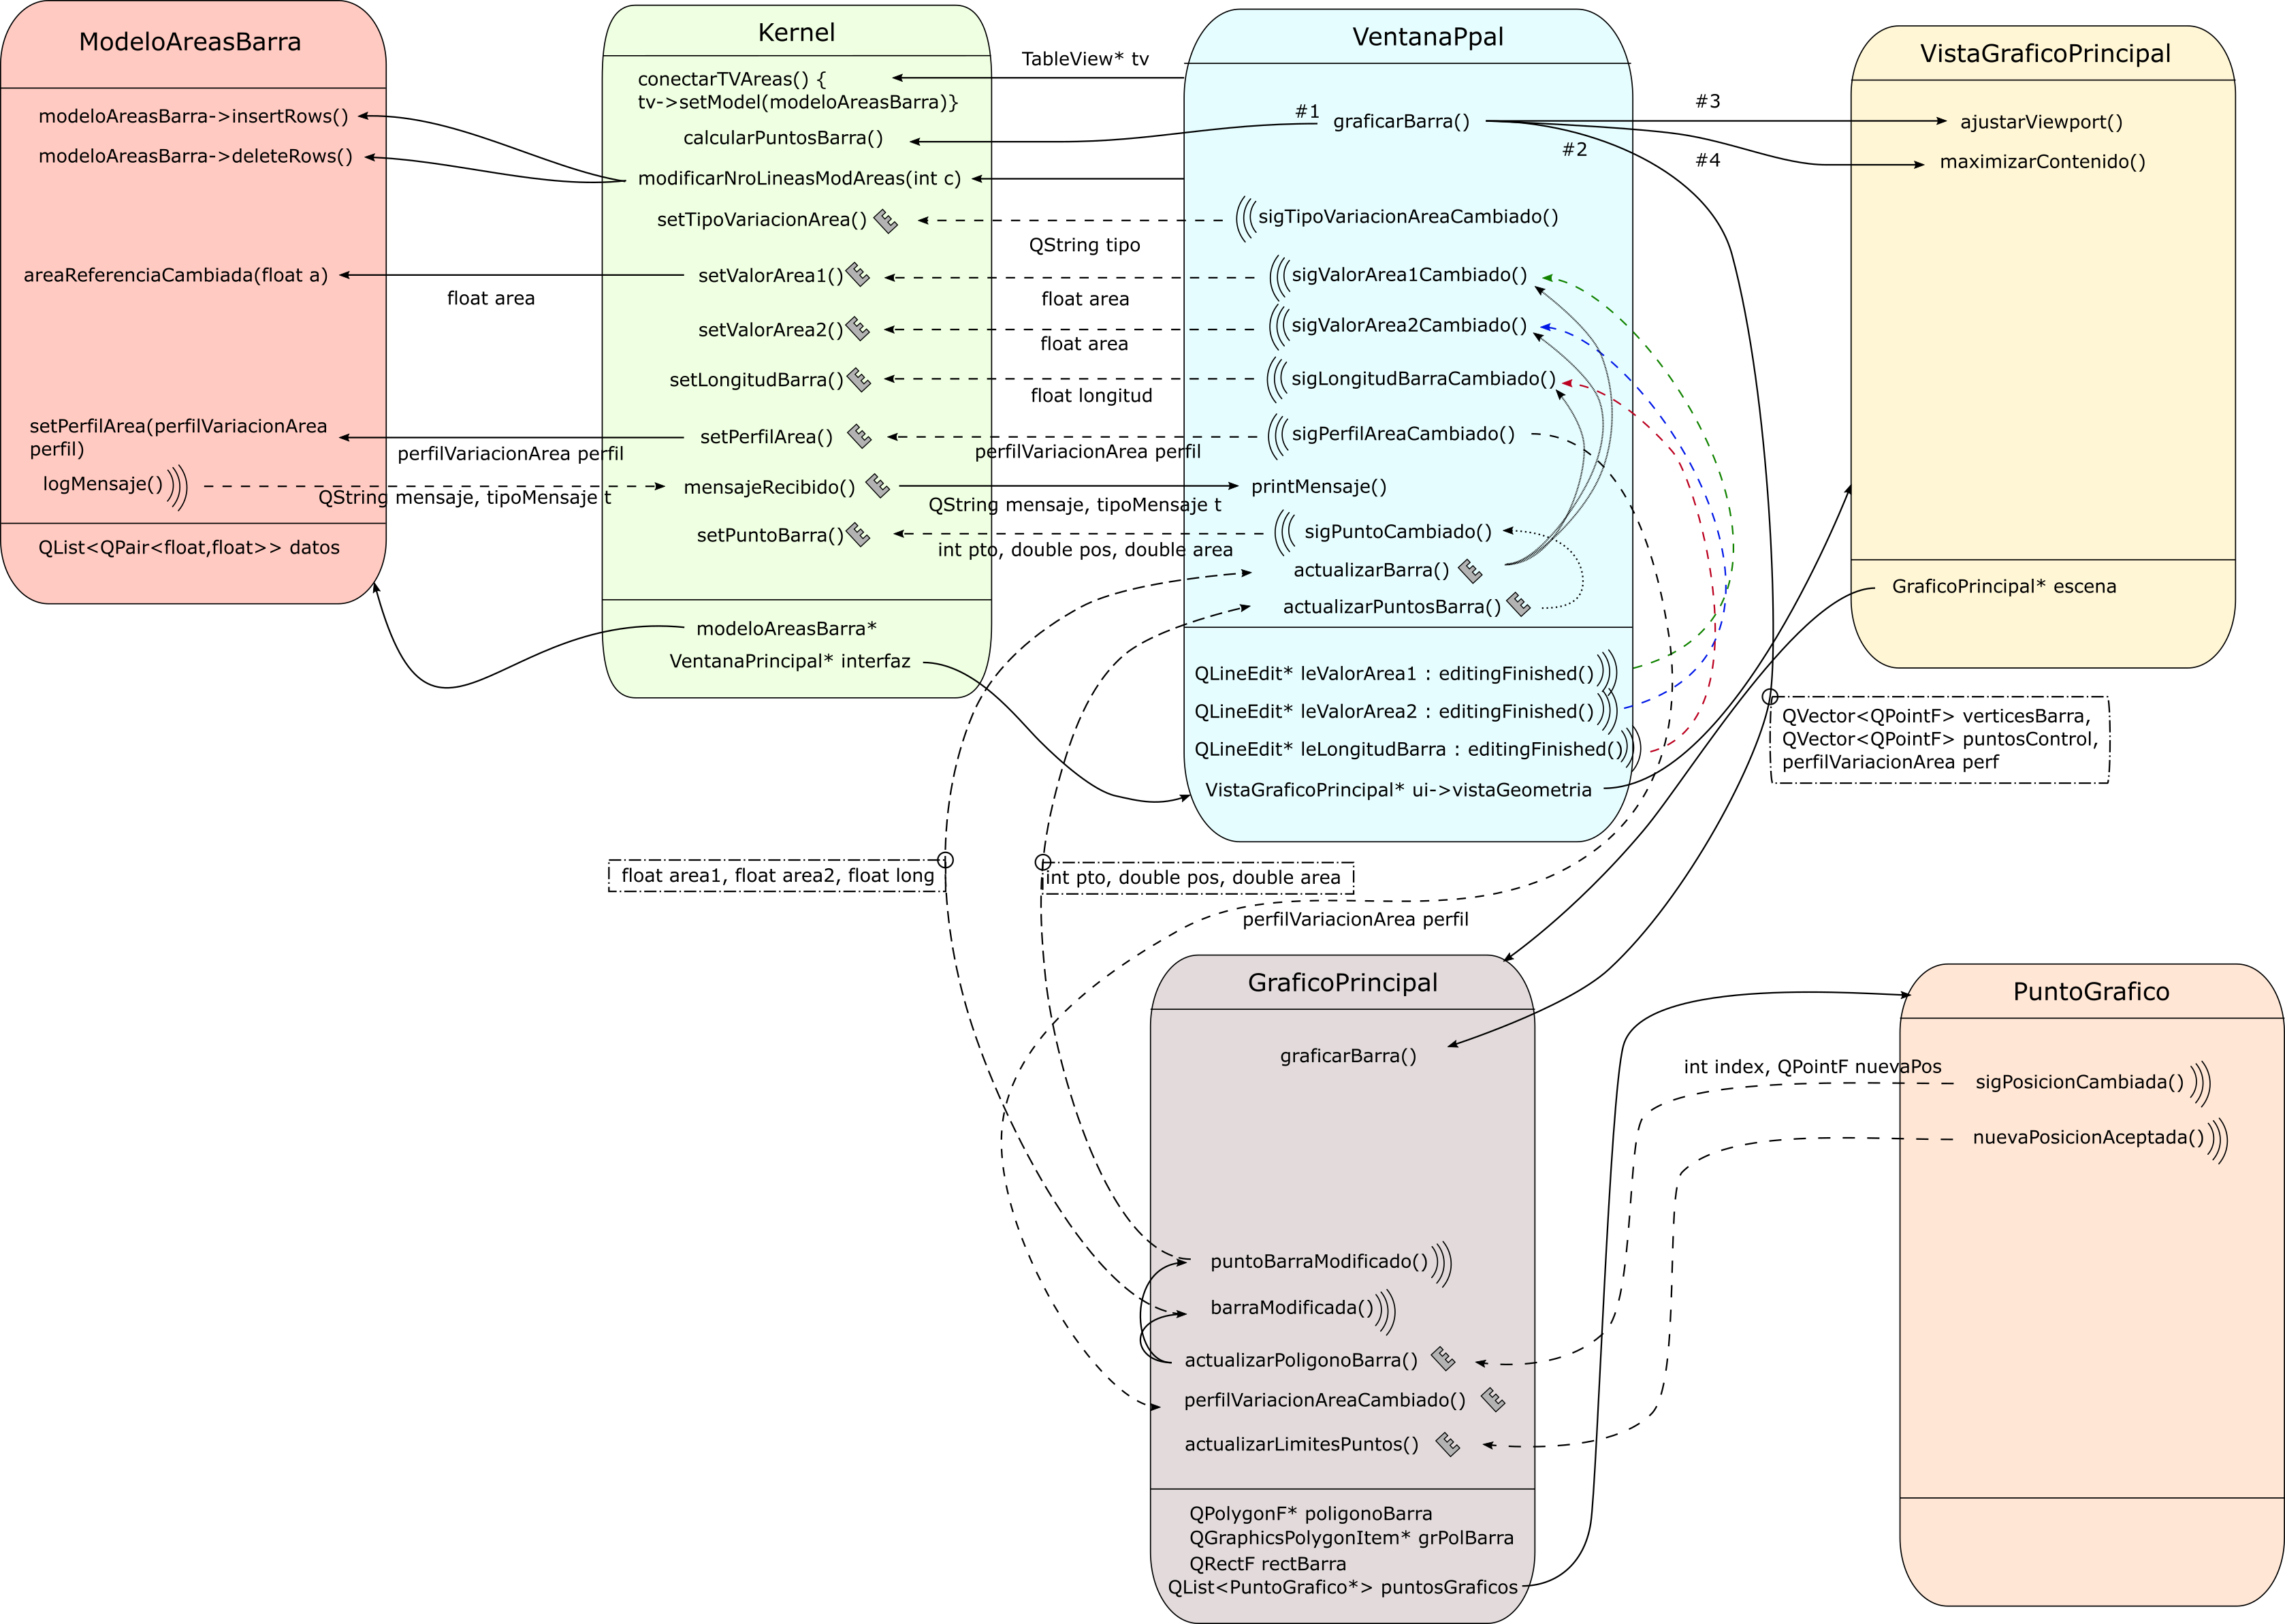 ModeloAreasBarra
modeloAreasBarra->insertRows()
modeloAreasBarra->deleteRows()
areaReferenciaCambiada(float a)
setPerfilArea(perfilVariacionArea
perfil)
logMensaje()
QList<QPair<float,float>> datos
float area
perfilVariacionArea perfil
QString mensaje, tipoMensaje t
Kernel
conectarTVAreas() {
tv->setModel(modeloAreasBarra)}
calcularPuntosBarra()
modificarNroLineasModAreas(int c)
setTipoVariacionArea()
setValorArea1()
setValorArea2()
setLongitudBarra()
setPerfilArea()
mensajeRecibido()
setPuntoBarra()
modeloAreasBarra*
VentanaPrincipal* interfaz
TableView* tv
QString tipo
float area
float area
float longitud
perfilVariacionArea perfil
QString mensaje, tipoMensaje t
int pto, double pos, double area
VentanaPpal
#1
graficarBarra()
sigTipoVariacionAreaCambiado()
sigValorArea1Cambiado()
sigValorArea2Cambiado()
sigLongitudBarraCambiado()
sigPerfilAreaCambiado()
printMensaje()
sigPuntoCambiado()
actualizarBarra()
actualizarPuntosBarra()
QLineEdit* leValorArea1 : editingFinished()
QLineEdit* leValorArea2 : editingFinished()
QLineEdit* leLongitudBarra : editingFinished()
VistaGraficoPrincipal* ui->vistaGeometria
#3
#2
#4
VistaGraficoPrincipal
ajustarViewport()
maximizarContenido()
GraficoPrincipal* escena
QVector<QPointF> verticesBarra,
QVector<QPointF> puntosControl,
perfilVariacionArea perf
float area1, float area2, float long
int pto, double pos, double area
perfilVariacionArea perfil
GraficoPrincipal
graficarBarra()
puntoBarraModificado()
barraModificada()
actualizarPoligonoBarra()
perfilVariacionAreaCambiado()
actualizarLimitesPuntos()
QPolygonF* poligonoBarra
QGraphicsPolygonItem* grPolBarra
QRectF rectBarra
QList<PuntoGrafico*> puntosGraficos
int index, QPointF nuevaPos
PuntoGrafico
sigPosicionCambiada()
nuevaPosicionAceptada()